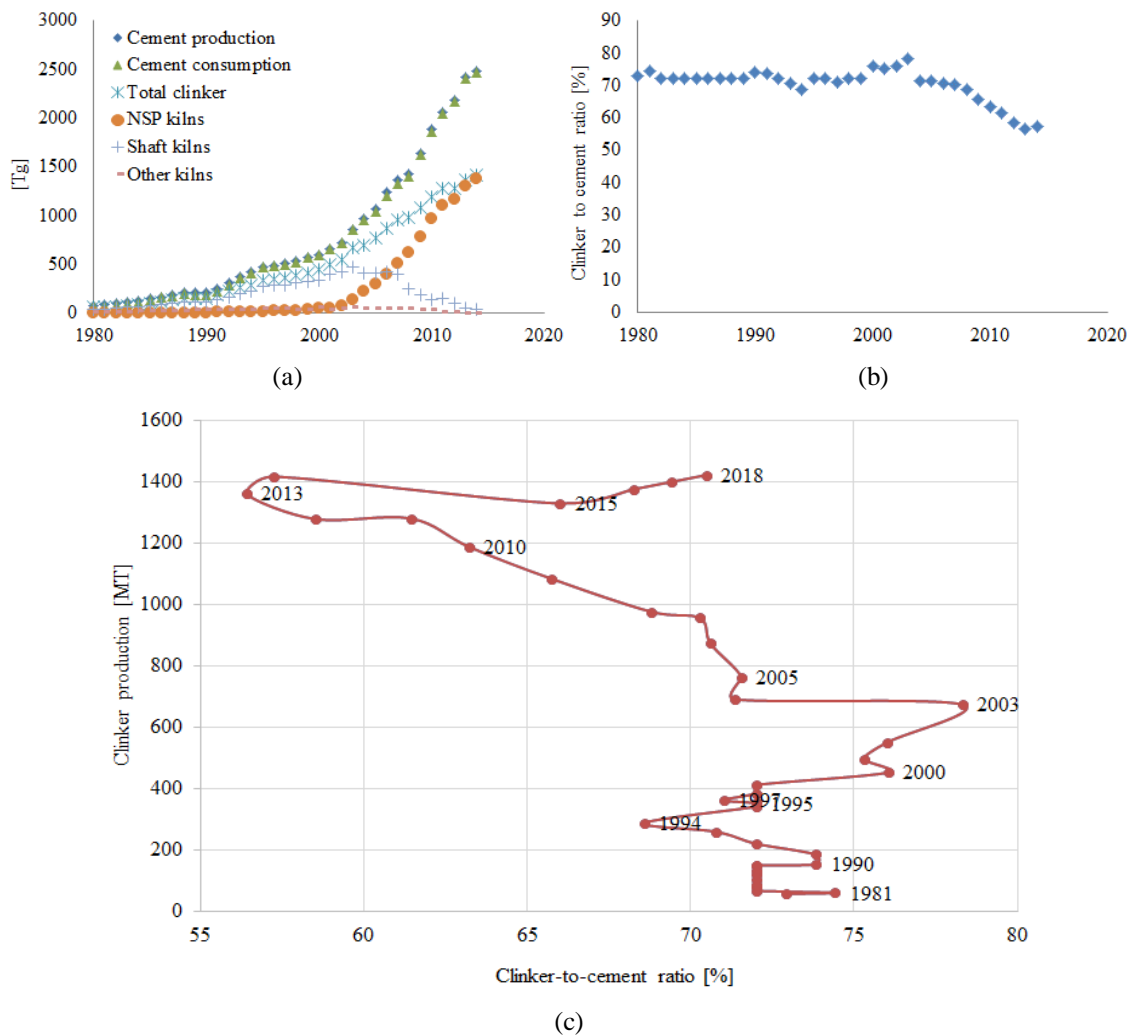 3000
2500
2000
1500
1000
500
0
[Tg]
Cement production
Cement consumption
Total clinker
NSP kilns
Shaft kilns
Other kilns
1980 1990 2000 2010 2020
(a)
90
80
70
60
50
40
30
20
10
0
Clinker to cement ratio [%]
1980 1990 2000 2010 2020
(b)
1600
1400
1200
1000
800
600
400
200
0
Clinker production [MT]
2018
2013
2015
2010
2005
2003
2000
1997
1995
1994
1990
1981
55 60 65 70 75 80
Clinker-to-cement ratio [%]
(c)